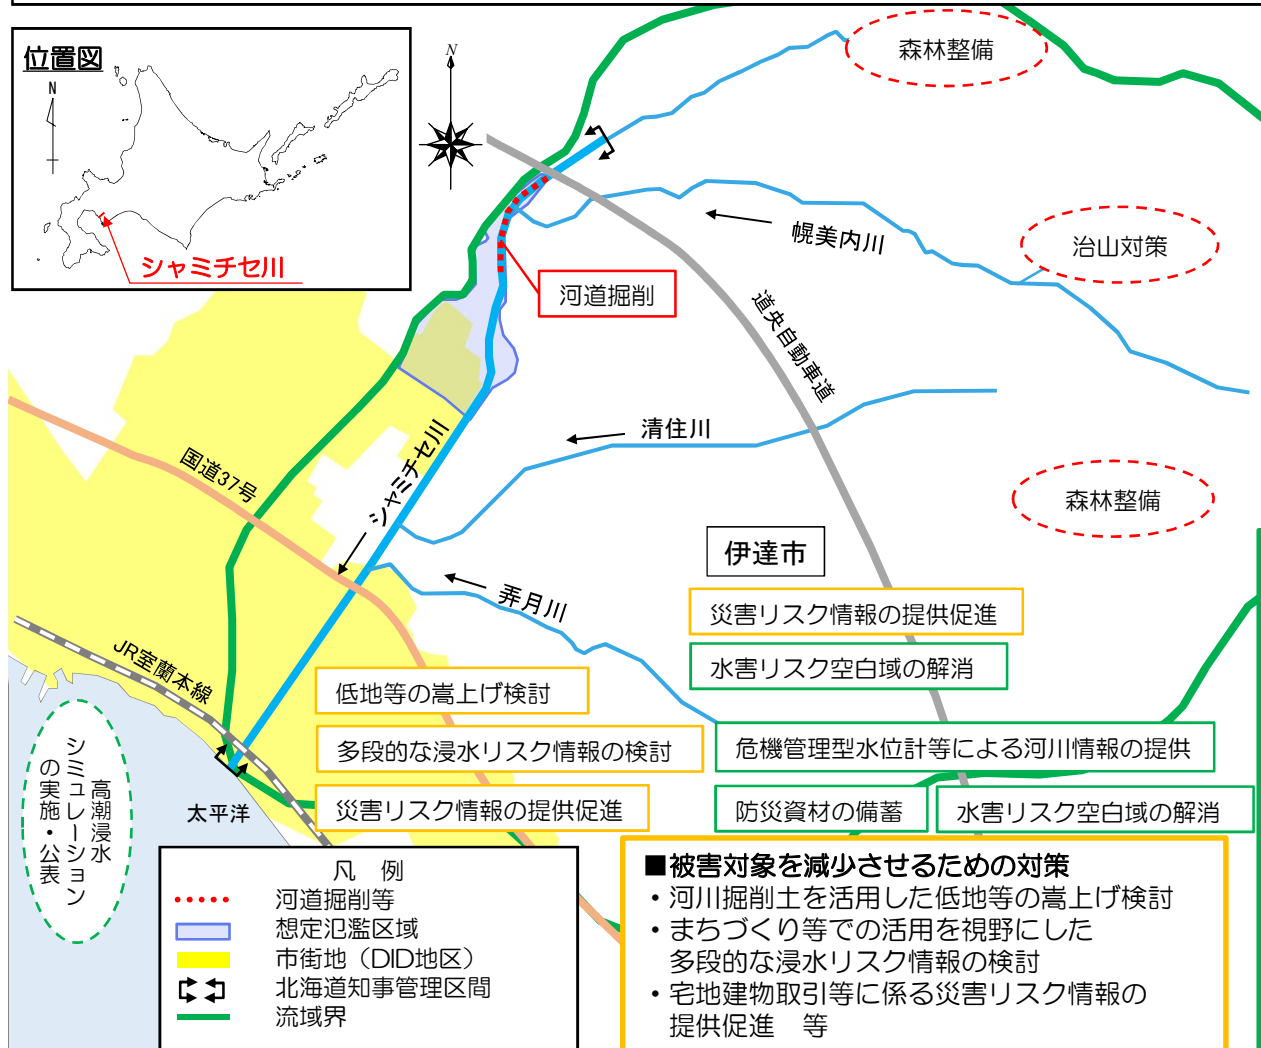 位置図
N
シャミチセ川
N
森林整備
幌美内川
治山対策
河道掘削
道央自動車道
シャミチセ川
清住川
国道37号
森林整備
伊達市
弄月川
災害リスク情報の提供促進
水害リスク空白域の解消
JR室蘭本線
低地等の嵩上げ検討
多段的な浸水リスク情報の検討
災害リスク情報の提供促進
危機管理型水位計等による河川情報の提供
防災資材の備蓄
水害リスク空白域の解消
高潮浸水
シミュレーション
の実施・公表
太平洋
凡 例
河道掘削等
想定氾濫区域
市街地（DID地区）
北海道知事管理区間
流域界
■被害対象を減少させるための対策
・河川掘削土を活用した低地等の嵩上げ検討
・まちづくり等での活用を視野にした
多段的な浸水リスク情報の検討
・宅地建物取引等に係る災害リスク情報の
提供促進　等